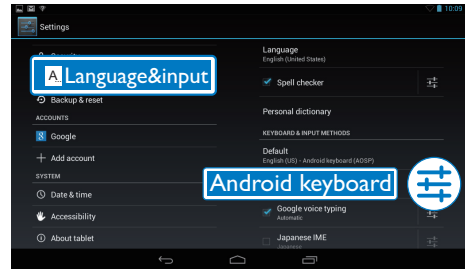 10:09
Settings
Language&input
Backup & reset
ACCOUNTS
Google
Add account
SYSTEM
Date & time
Accessibility
About tablet
Language
English (United States)
Spell checker
Personal dictionary
KEYBOARD & INPUT METHODS
Default
English (US) - Android keyboard (AOSP)
Android keyboard
Google voice typing
Automatic
Japanese IME
Japanese